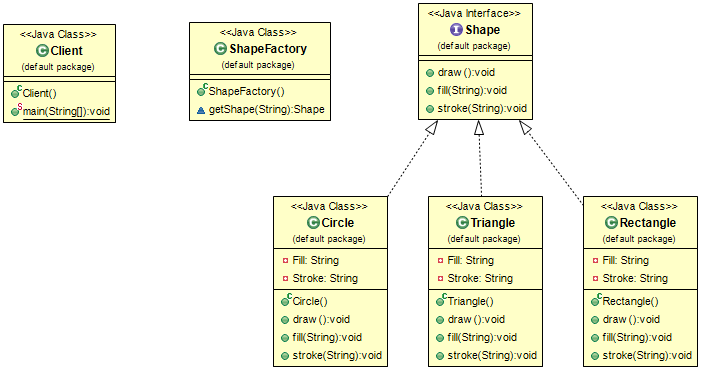 <<Java Class>>
Client
(default package)
Client()
main(String[]):void
<<Java Class>>
ShapeFactory
(default package)
ShapeFactory()
getShape(String):Shape
<<Java Interface>>
Shape
(default package)
draw ():void
fill(String):void
stroke(String):void
<<Java Class>>
Circle
(default package)
Fill: String
Stroke: String
Circle()
draw ():void
fill(String):void
stroke(String):void
<<Java Class>>
Triangle
(default package)
Fill: String
Stroke: String
Triangle()
draw ():void
fill(String):void
stroke(String):void
<<Java Class>>
Rectangle
(default package)
Fill: String
Stroke: String
Rectangle()
draw ():void
fill(String):void
stroke(String):void